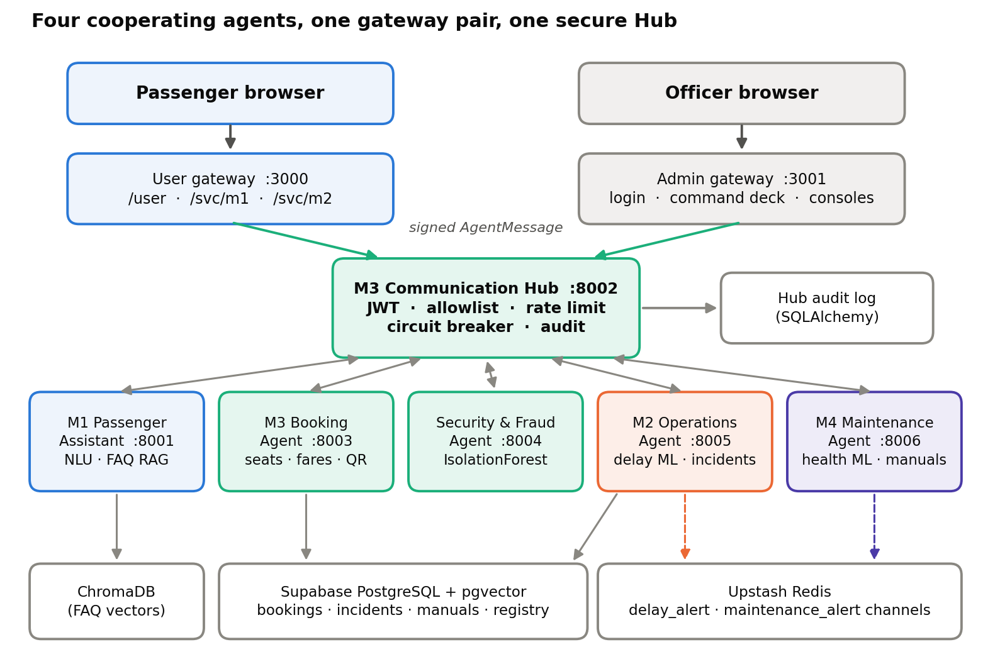 Four cooperating agents, one gateway pair, one secure Hub
Passenger browser
Officer browser
User gateway  :3000
/user  ·  /svc/m1  ·  /svc/m2
Admin gateway  :3001
login  ·  command deck  ·  consoles
signed AgentMessage
M3 Communication Hub  :8002
JWT  ·  allowlist  ·  rate limit
circuit breaker  ·  audit
Hub audit log
(SQLAlchemy)
M1 Passenger
Assistant  :8001
NLU · FAQ RAG
M3 Booking
Agent  :8003
seats · fares · QR
Security & Fraud
Agent  :8004
IsolationForest
M2 Operations
Agent  :8005
delay ML · incidents
M4 Maintenance
Agent  :8006
health ML · manuals
ChromaDB
(FAQ vectors)
Supabase PostgreSQL + pgvector
bookings · incidents · manuals · registry
Upstash Redis
delay_alert · maintenance_alert channels